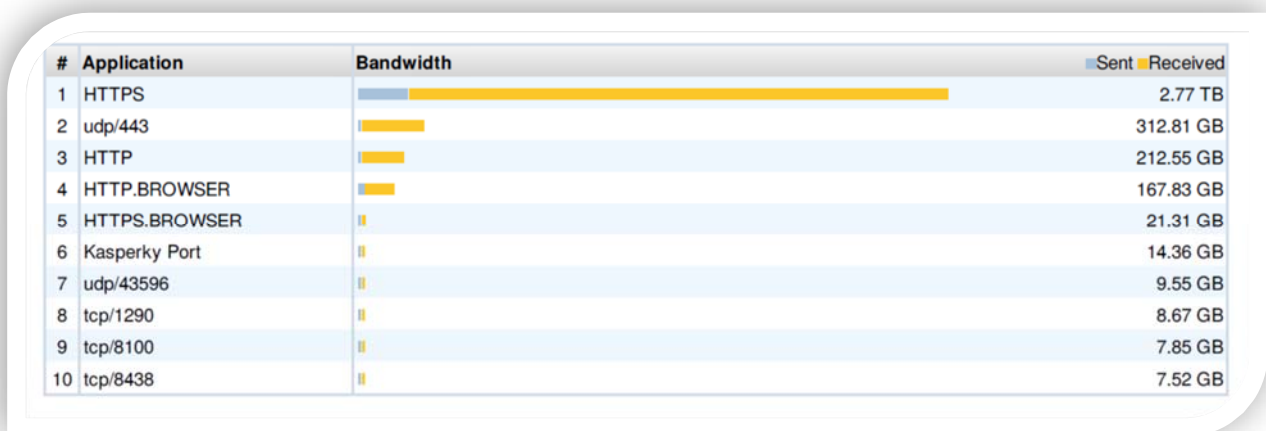 # Application Bandwidth Sent Received
1 HTTPS 2.77 TB
2 udp/443 312.81 GB
3 HTTP 212.55 GB
4 HTTP.BROWSER 167.83 GB
5 HTTPS.BROWSER 21.31 GB
6 Kasperky Port 14.36 GB
7 udp/43596 9.55 GB
8 tcp/1290 8.67 GB
9 tcp/8100 7.85 GB
10 tcp/8438 7.52 GB